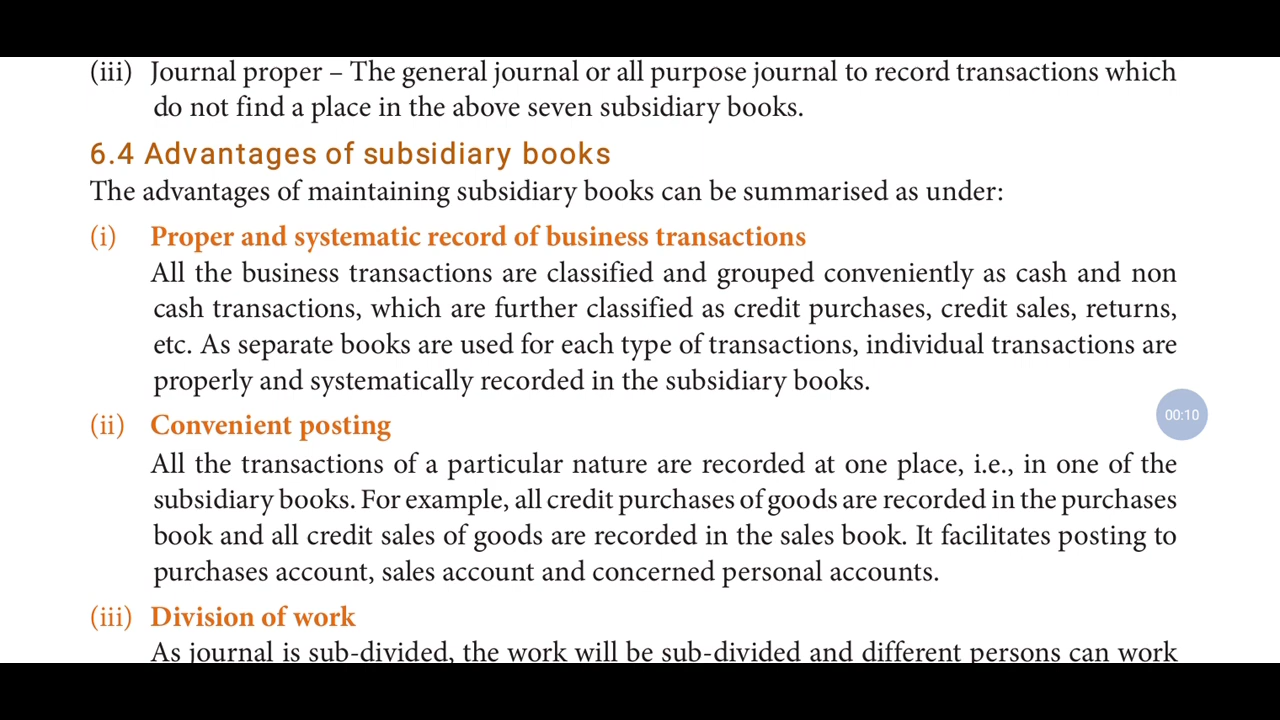 (iii) Journal proper – The general journal or all purpose journal to record transactions which
do not find a place in the above seven subsidiary books.
6.4 Advantages of subsidiary books
The advantages of maintaining subsidiary books can be summarised as under:
(i) Proper and systematic record of business transactions
All the business transactions are classified and grouped conveniently as cash and non
cash transactions, which are further classified as credit purchases, credit sales, returns,
etc. As separate books are used for each type of transactions, individual transactions are
properly and systematically recorded in the subsidiary books.
00:10
(ii) Convenient posting
All the transactions of a particular nature are recorded at one place, i.e., in one of the
subsidiary books. For example, all credit purchases of goods are recorded in the purchases
book and all credit sales of goods are recorded in the sales book. It facilitates posting to
purchases account, sales account and concerned personal accounts.
(iii) Division of work
As journal is sub-divided, the work will be sub-divided and different persons can work